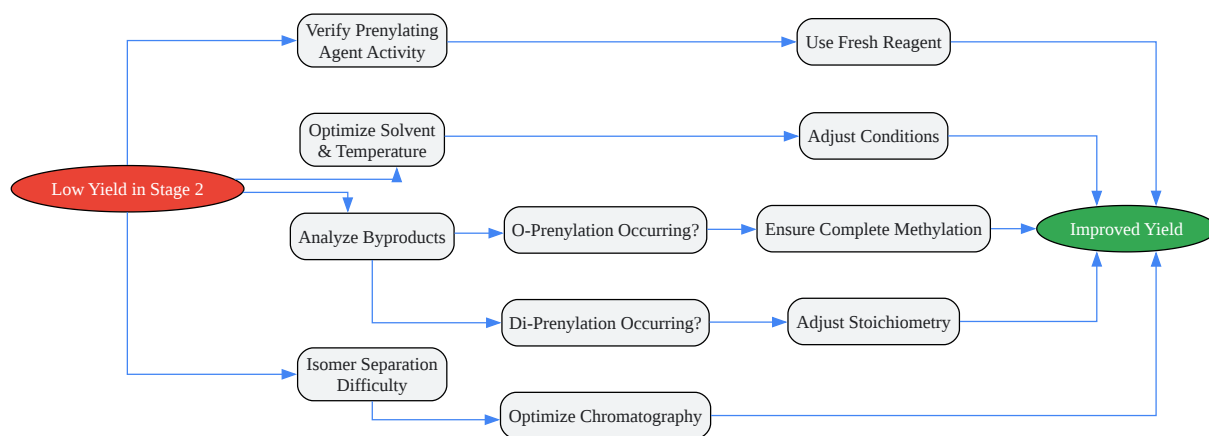 Verify Prenylating
Agent Activity
Use Fresh Reagent
Optimize Solvent
& Temperature
Adjust Conditions
Low Yield in Stage 2
Analyze Byproducts
O-Prenylation Occurring?
Ensure Complete Methylation
Improved Yield
Di-Prenylation Occurring?
Adjust Stoichiometry
Isomer Separation
Difficulty
Optimize Chromatography